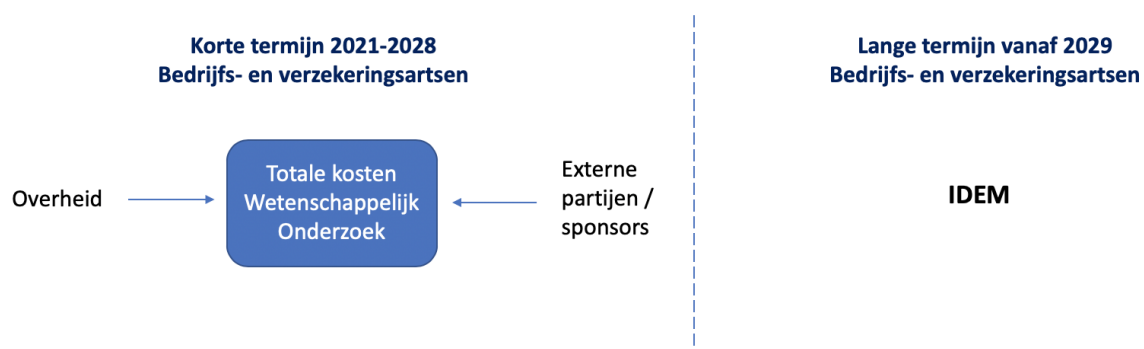 Korte termijn 2021-2028
Bedrijfs- en verzekeringsartsen
Overheid
Totale kosten
Wetenschappelijk
Onderzoek
Externe
partijen /
sponsors
Lange termijn vanaf 2029
Bedrijfs- en verzekeringsartsen
IDEM